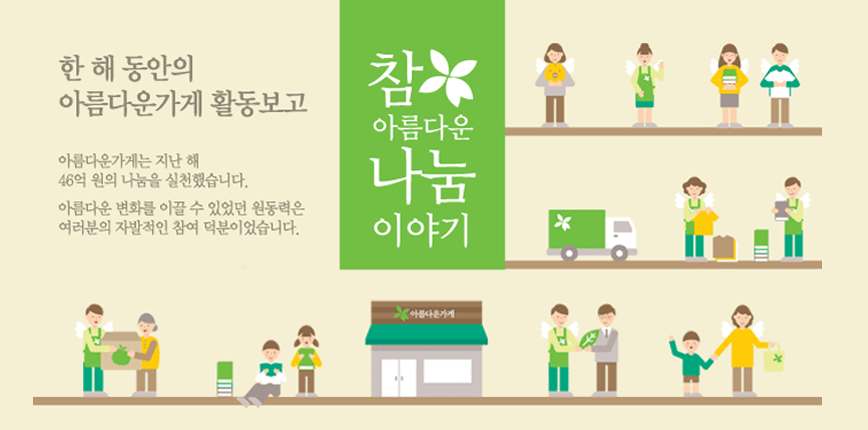 한 해 동안의
아름다운가게 활동보고
아름다운가게는 지난 해
46억 원의 나눔을 실천했습니다.
아름다운 변화를 이끌 수 있었던 원동력은
여러분의 자발적인 참여 덕분이었습니다.
참
아름다운
나눔
이야기
아름다운가게